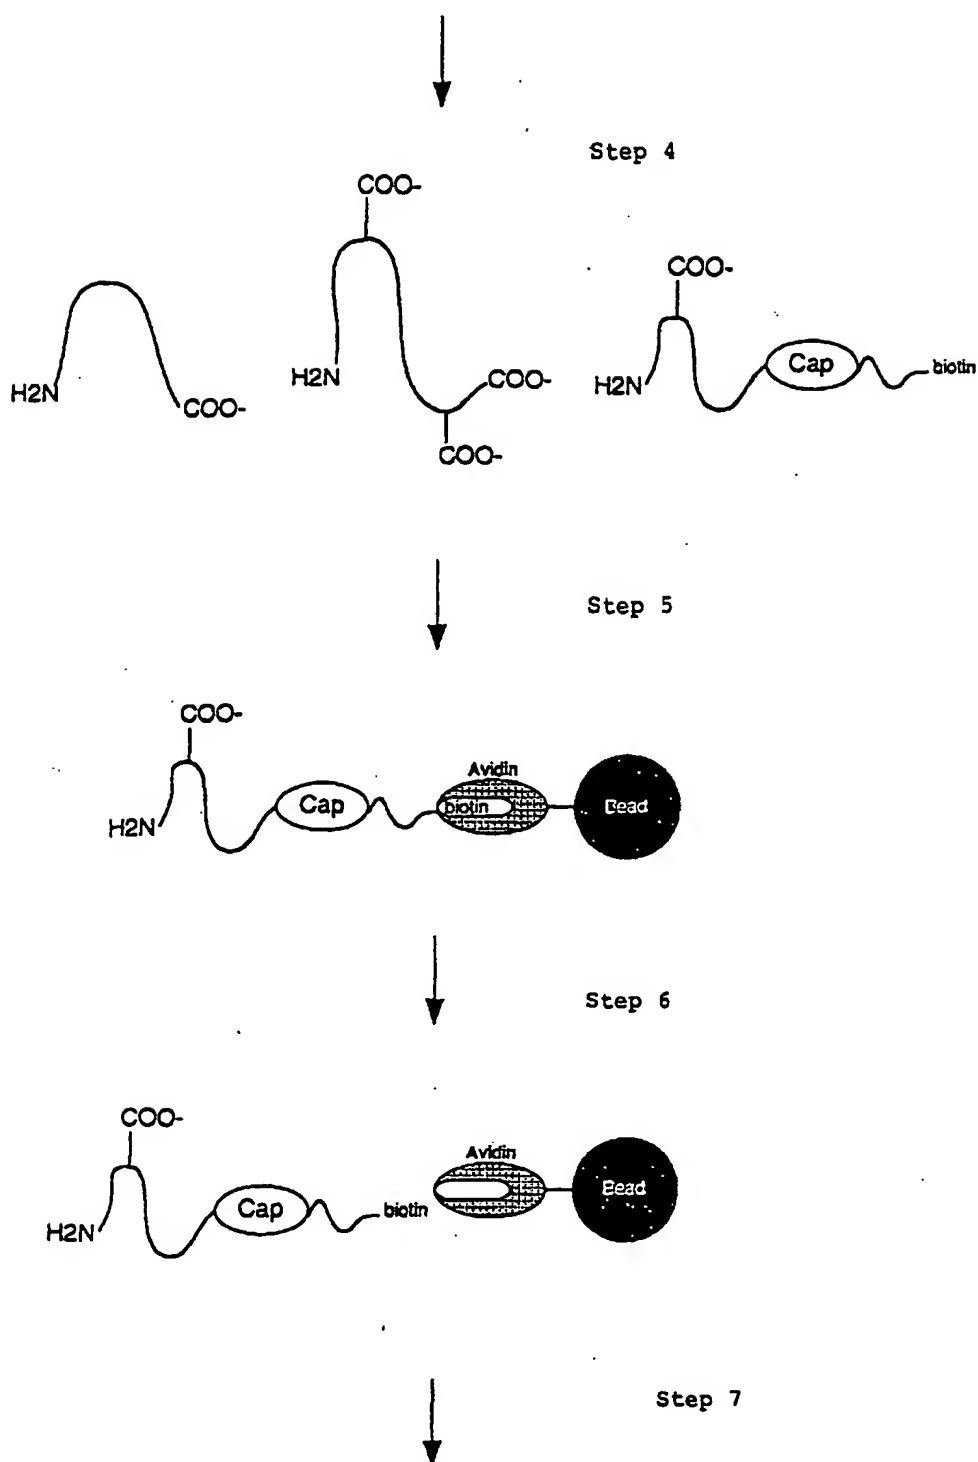 Step 4
COO-
COO-
H2N
COO-
H2N
COO-
COO-
H2N
Cap
biotin
Step 5
COO-
H2N
Cap
Avidin
biotin
Bead
Step 6
COO-
H2N
Cap
biotin
Avidin
Bead
Step 7